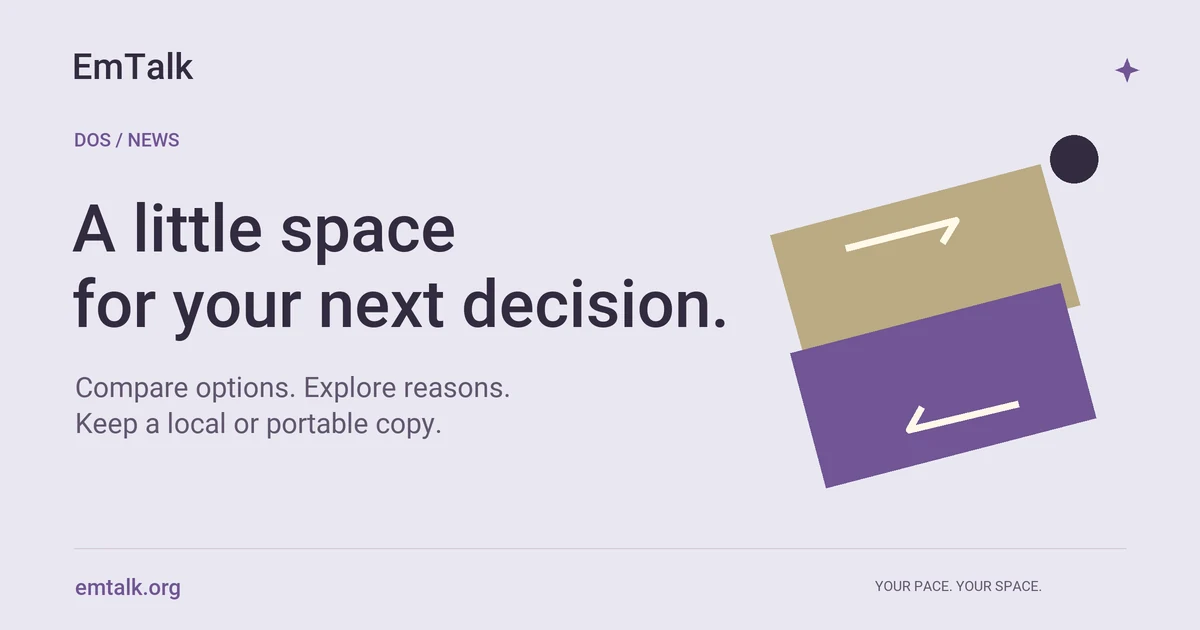 EmTalk
DOS / NEWS
A little space
for your next decision.
Compare options. Explore reasons.
Keep a local or portable copy.
emtalk.org
YOUR PACE. YOUR SPACE.